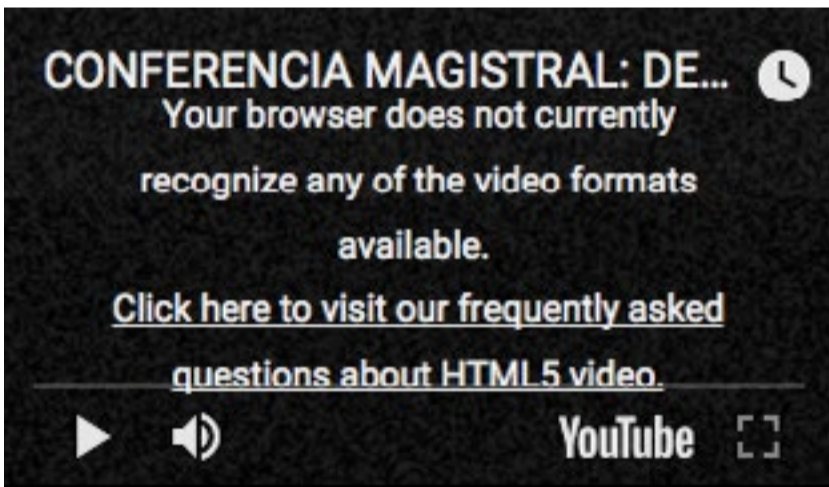 CONFERENCIA MAGISTRAL: DE...
Your browser does not currently
recognize any of the video formats
available.
Click here to visit our frequently asked
questions about HTML5 video.
YouTube